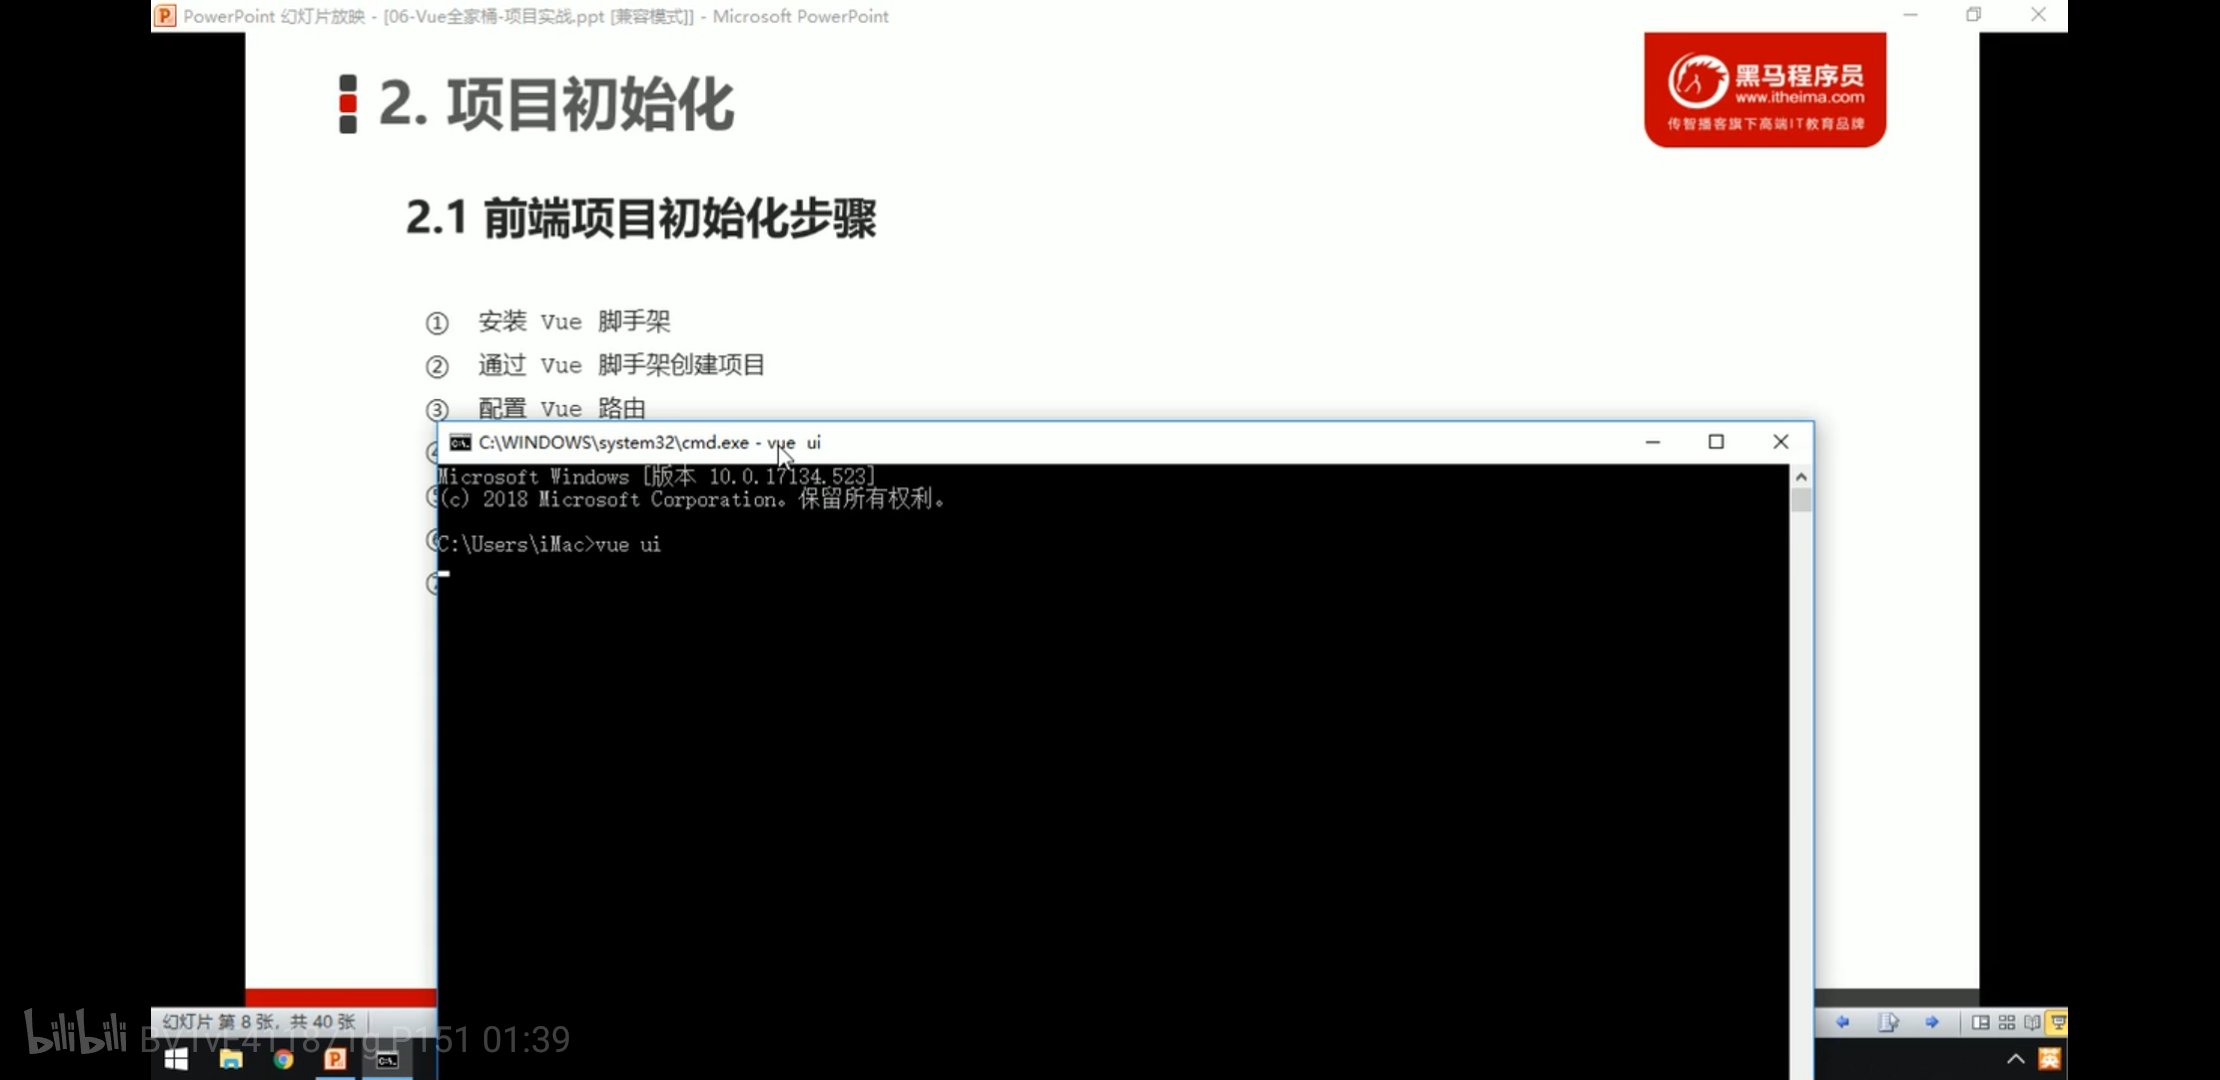 PowerPoint 幻灯片放映 - [06-Vue全家桶-项目实战.ppt [兼容模式]] - Microsoft PowerPoint
黑马程序员
www.itheima.com
传智播客旗下高端IT教育品牌
2. 项目初始化
2.1 前端项目初始化步骤
① 安装 Vue 脚手架
② 通过 Vue 脚手架创建项目
③ 配置 Vue 路由
C:\WINDOWS\system32\cmd.exe - vue  ui
Microsoft Windows [版本 10.0.17134.523]
(c) 2018 Microsoft Corporation。保留所有权利。
C:\Users\iMac>vue ui
幻灯片 第 8 张，共 40 张
bilibili P151 01:39
英